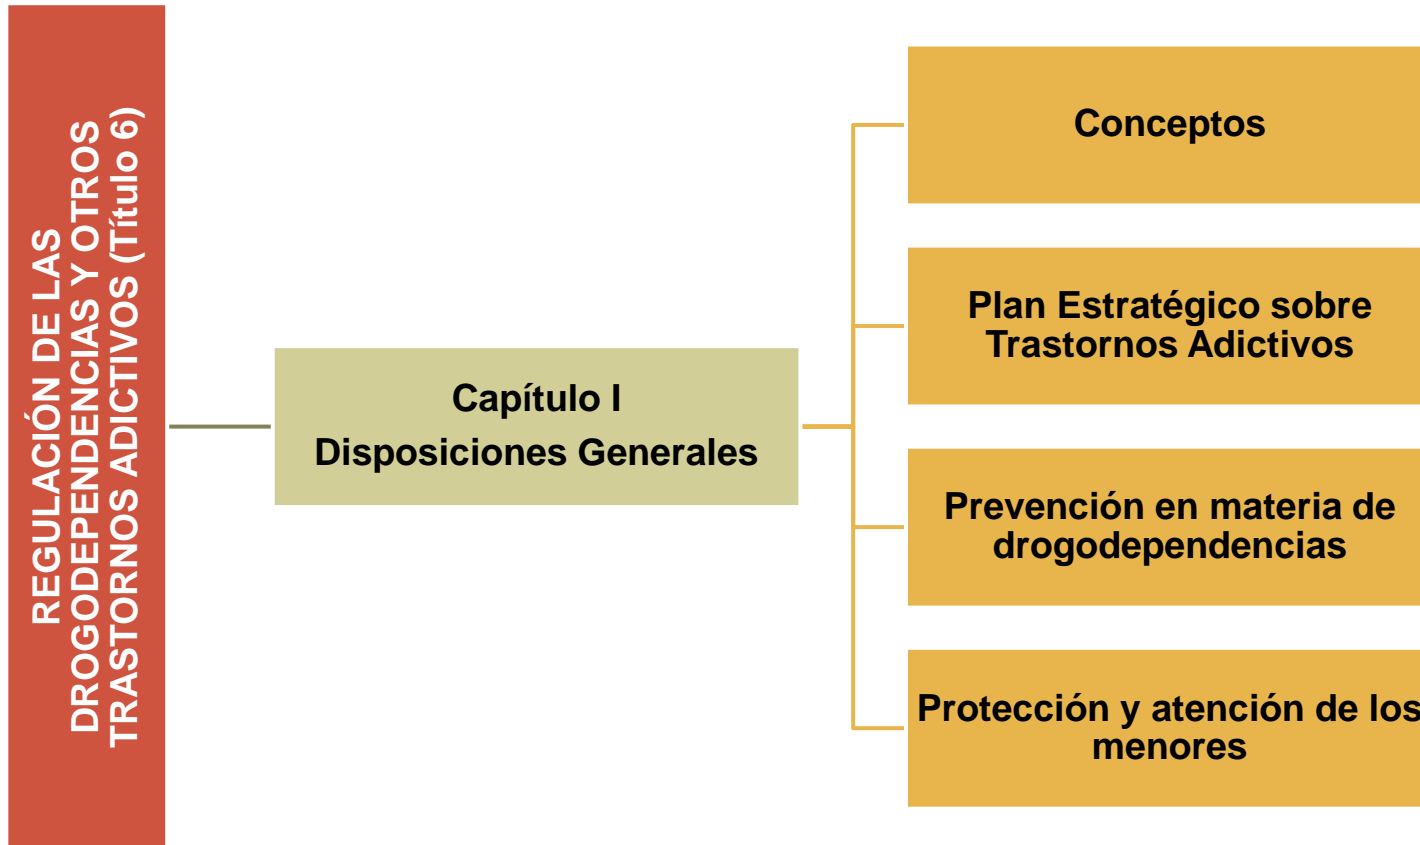 REGULACIÓN DE LAS
DROGODEPENDENCIAS Y OTROS
TRASTORNOS ADICTIVOS (Título 6)
Capítulo I
Disposiciones Generales
Conceptos
Plan Estratégico sobre
Trastornos Adictivos
Prevención en materia de
drogodependencias
Protección y atención de los
menores